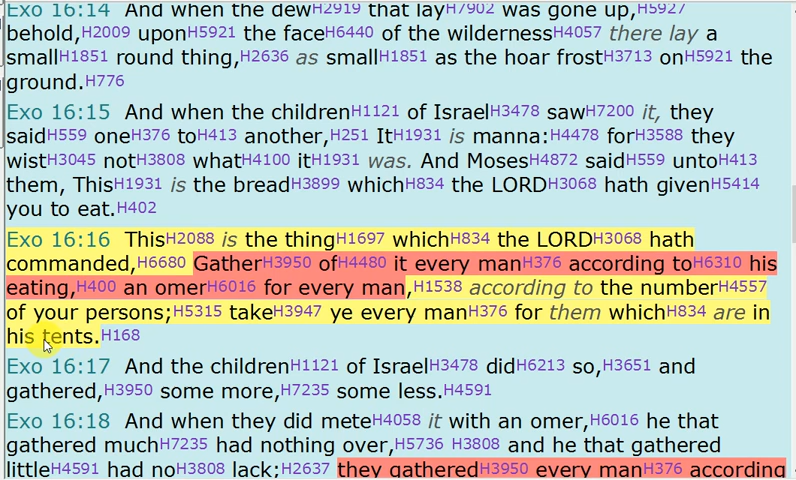 Exo 16:14 And when the dewH2919 that layH7902 was gone up,H5927
behold,H2009 uponH5921 the faceH6440 of the wildernessH4057 there lay a
smallH1851 round thing,H2636 as smallH1851 as the hoar frostH3713 onH5921 the
ground.H776
Exo 16:15 And when the childrenH1121 of IsraelH3478 sawH7200 it, they
saidH559 oneH376 toH413 another,H251 ItH1931 is manna:H4478 forH3588 they
wistH3045 notH3808 whatH4100 itH1931 was. And MosesH4872 saidH559 untoH413
them, ThisH1931 is the breadH3899 whichH834 the LORDH3068 hath givenH5414
you to eat.H402
Exo 16:16 ThisH2088 is the thingH1697 whichH834 the LORDH3068 hath
commanded,H6680 GatherH3950 ofH4480 it every manH376 according toH6310 his
eating,H400 an omerH6016 for every man,H1538 according to the numberH4557
of your persons;H5315 takeH3947 ye every manH376 for them whichH834 are in
his tents.H168
Exo 16:17 And the childrenH1121 of IsraelH3478 didH6213 so,H3651 and
gathered,H3950 some more,H7235 some less.H4591
Exo 16:18 And when they did meteH4058 it with an omer,H6016 he that
gathered muchH7235 had nothing over,H5736 H3808 and he that gathered
littleH4591 had noH3808 lack;H2637 they gatheredH3950 every manH376 according